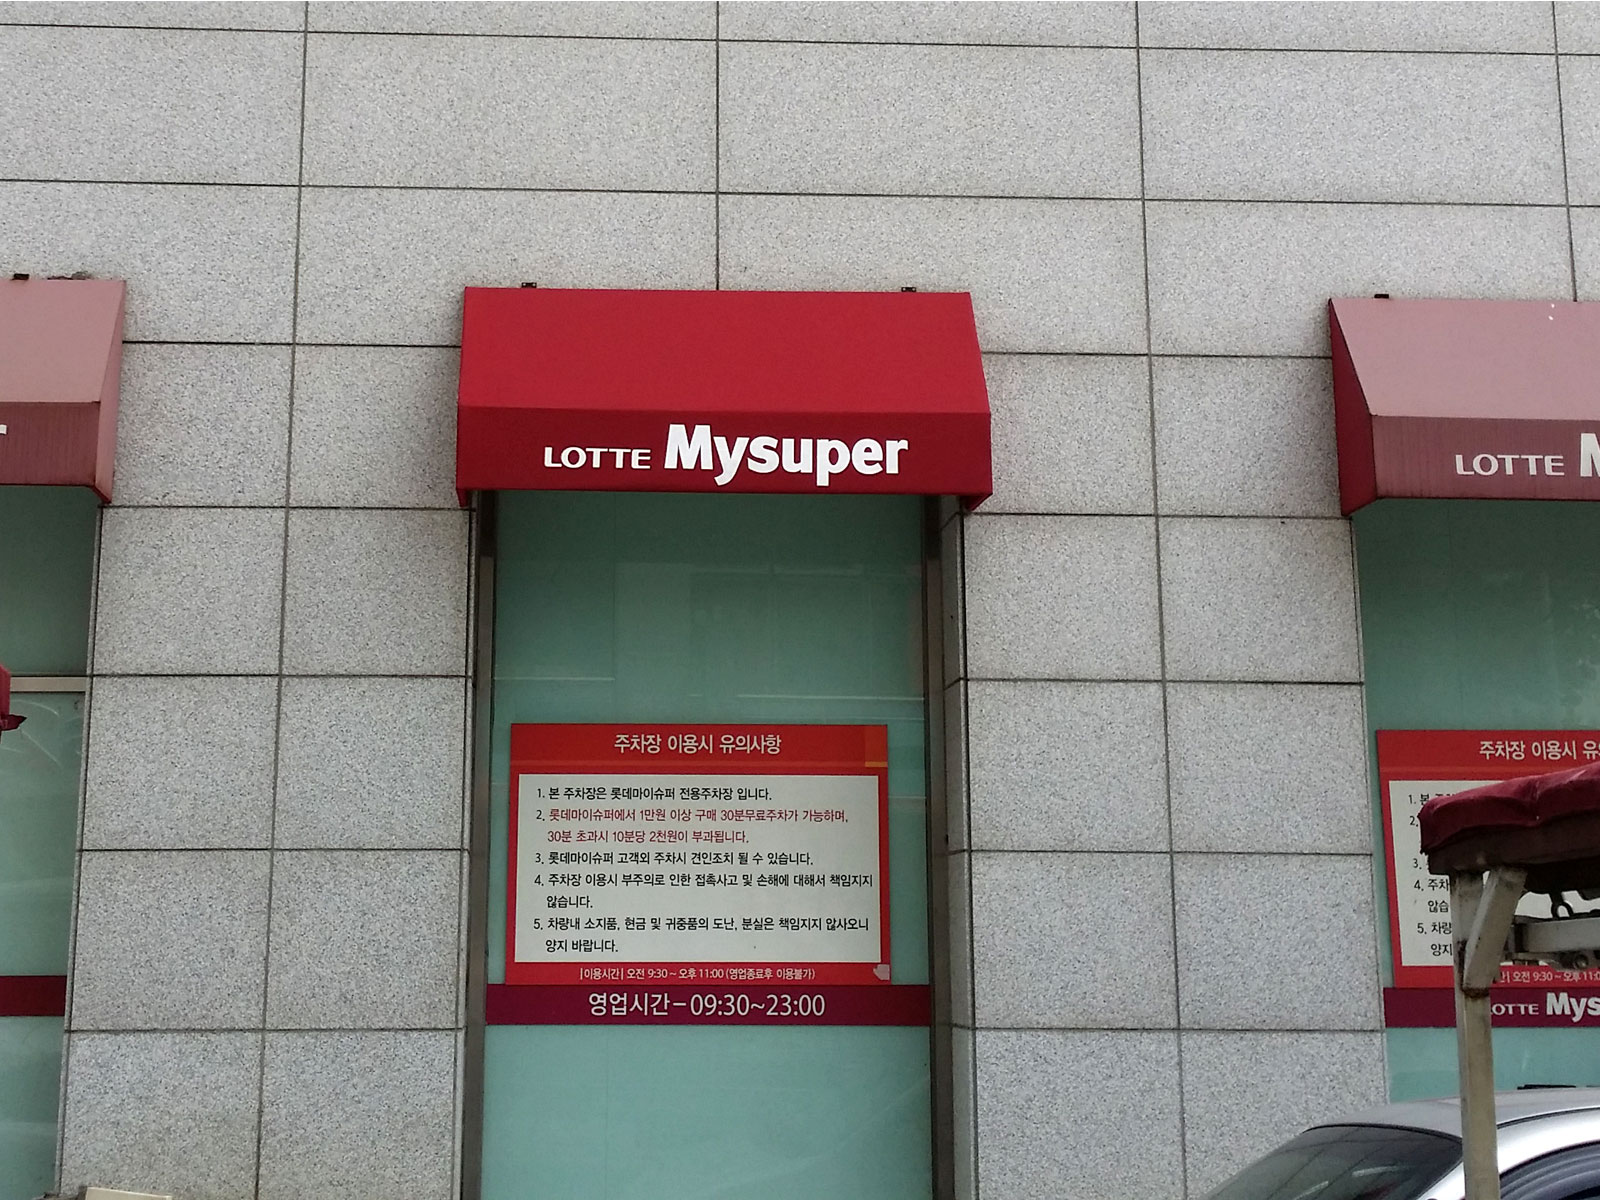 LOTTE Mysuper
주차장 이용시 유의사항
1. 본 주차장은 롯데마이슈퍼 전용주차장 입니다.
2. 롯데마이슈퍼에서 1만원 이상 구매 30분무료주차가 가능하며,
30분 초과시 10분당 2천원이 부과됩니다.
3. 롯데마이슈퍼 고객외 주차시 견인조치 될 수 있습니다.
4. 주차장 이용시 부주의로 인한 접촉사고 및 손해에 대해서 책임지지
않습니다.
5. 차량내 소지품, 현금 및 귀중품의 도난, 분실은 책임지지 않사오니
양지 바랍니다.
|이용시간| 오전 9:30 ~ 오후 11:00 (영업종료후 이용불가)
영업시간-09:30~23:00
r
LOTTE M
주차장 이용시 유의
1. 본
2.
3.
4. 주차
않습
5. 차량
양지
오전 9:30 ~ 오후 11:0
LOTTE Mys